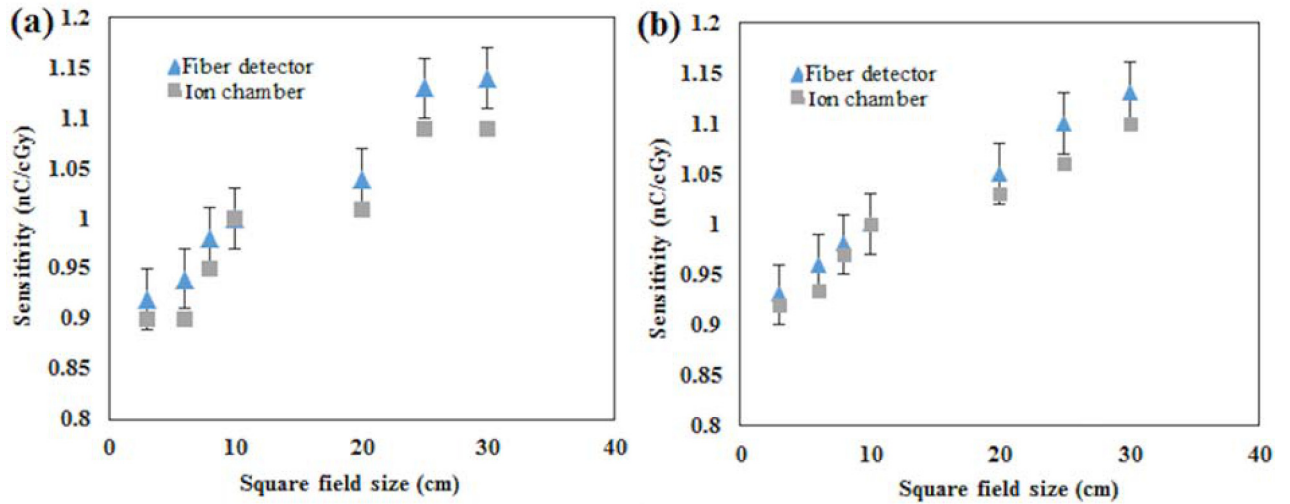 (a)
Sensitivity (nC/cGy)
1.2
1.15
1.1
1.05
1
0.95
0.9
0.85
0.8
Fiber detector
Ion chamber
0 10 20 30 40
Square field size (cm)
(b)
Sensitivity (nC/cGy)
1.2
1.15
1.1
1.05
1
0.95
0.9
0.85
0.8
Fiber detector
Ion chamber
0 10 20 30 40
Square field size (cm)